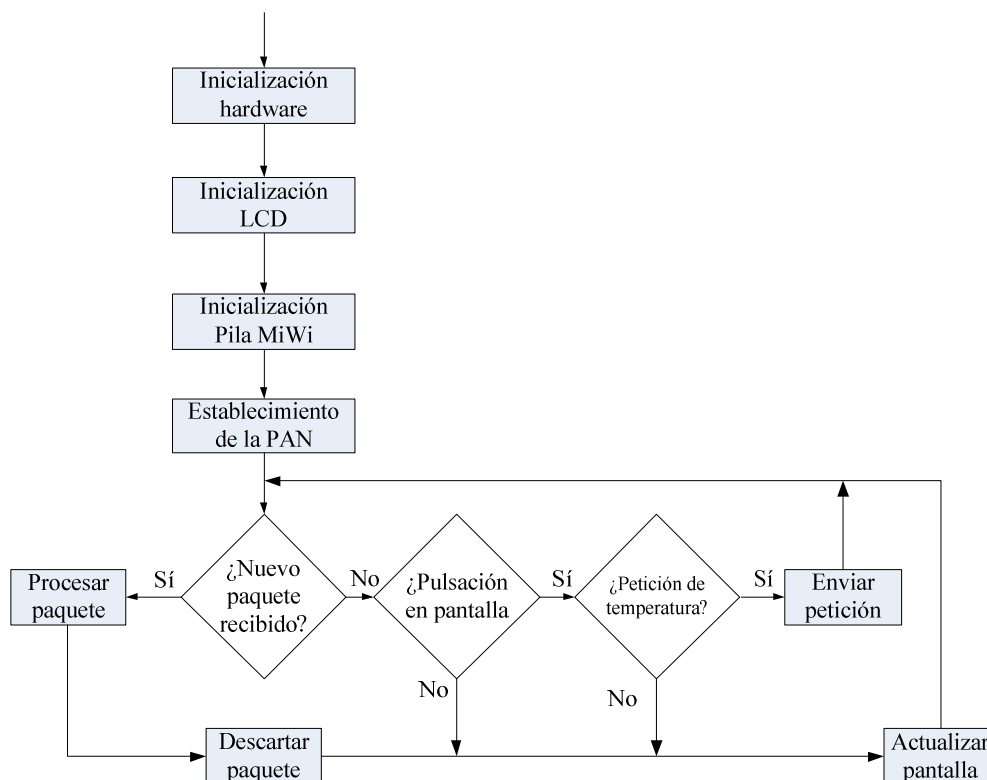 Inicialización
hardware
Inicialización
LCD
Inicialización
Pila MiWi
Establecimiento
de la PAN
Procesar
paquete
Sí
¿Nuevo
paquete
recibido?
No
¿Pulsación
en pantalla
Sí
¿Petición de
temperatura?
Sí
Enviar
petición
No
No
Descartar
paquete
Actualizar
pantalla